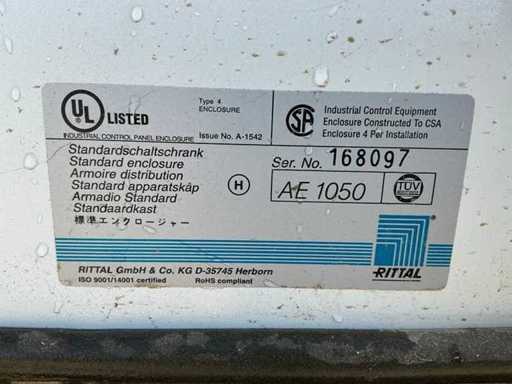 UL LISTED
Type 4
ENCLOSURE
INDUSTRIAL CONTROL PANEL ENCLOSURE
Issue No. A-1542
SA
Industrial Control Equipment
Enclosure Constructed To CSA
Enclosure 4 Per Installation
Standardschaltschrank
Standard enclosure
Armoire distribution
Standard apparatskåp
Armadio Standard
Standaardkast
標準エンクロージャー
H
Ser. No. 168097
AE 1050
TÜV
RITTAL GmbH & Co. KG D-35745 Herborn
ISO 9001/14001 certified
RoHS compliant
RITTAL